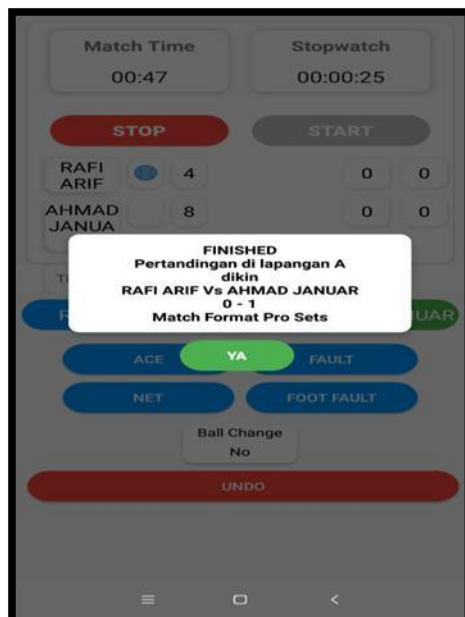 Match Time
Stopwatch
00:47
00:00:25
STOP
START
RAFI
ARIF
4
0
0
AHMAD
JANUA
8
0
0
FINISHED
Pertandingan di lapangan A
dikin
RAFI ARIF Vs AHMAD JANUAR
0 - 1
Match Format Pro Sets
YA
ACE
FAULT
NET
FOOT FAULT
Ball Change
No
UNDO